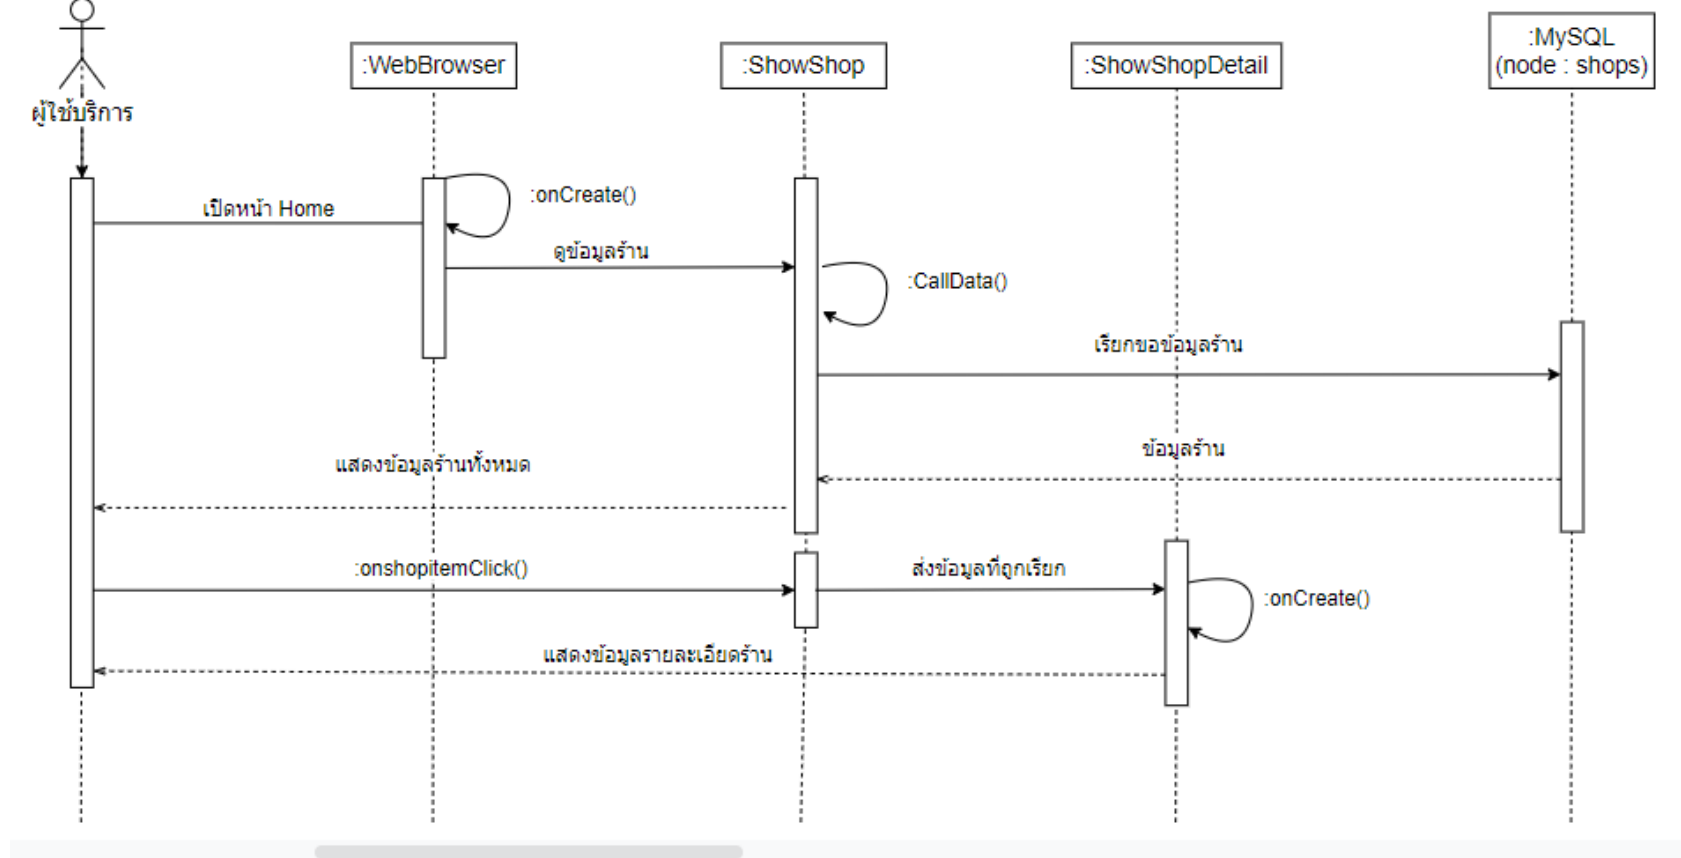 :MySQL
(node : shops)
:WebBrowser
:ShowShop
:ShowShopDetail
ผู้ใช้บริการ
:onCreate()
เปิดหน้า Home
ดูข้อมูลร้าน
:CallData()
เรียกขอข้อมูลร้าน
ข้อมูลร้าน
แสดงข้อมูลร้านทั้งหมด
:onshopitemClick()
ส่งข้อมูลที่ถูกเรียก
:onCreate()
แสดงข้อมูลรายละเอียดร้าน